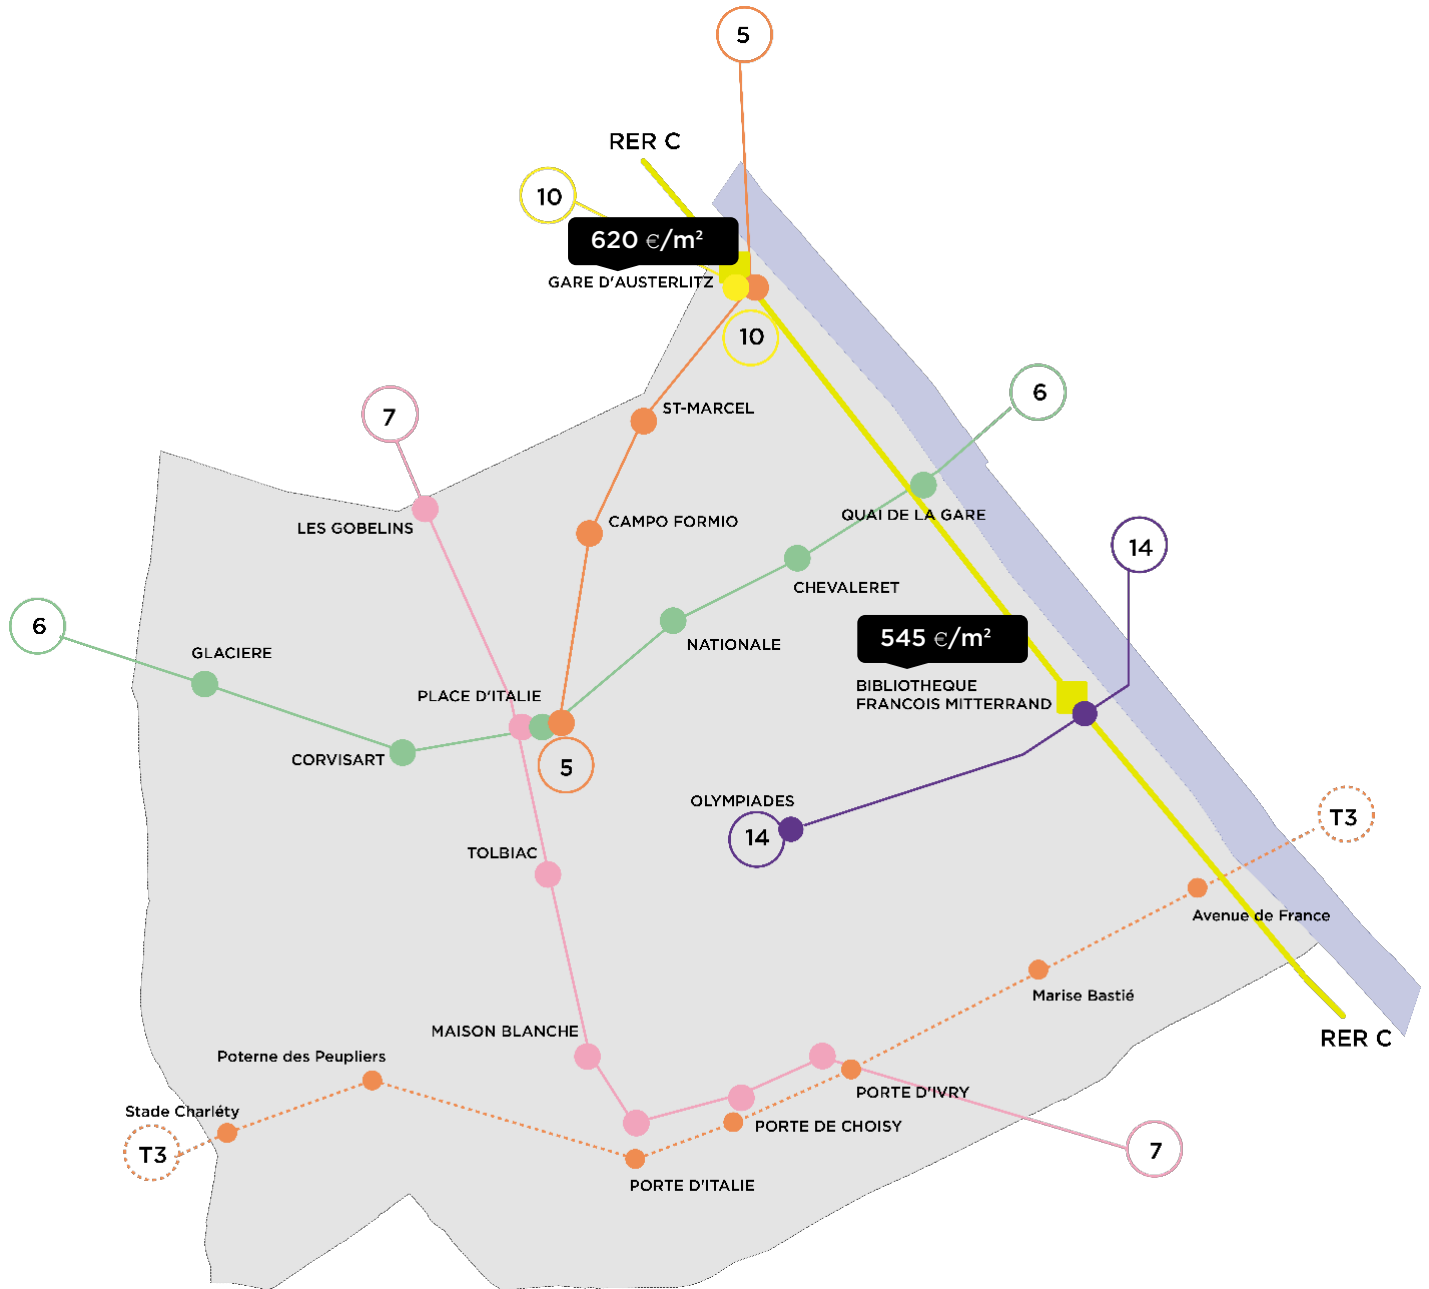 5
RER C
10
620 €/m²
GARE D'AUSTERLITZ
10
6
7
ST-MARCEL
LES GOBELINS
CAMPO FORMIO
QUAI DE LA GARE
14
CHEVALERET
6
GLACIERE
NATIONALE
545 €/m²
PLACE D'ITALIE
BIBLIOTHEQUE
FRANCOIS MITTERRAND
CORVISART
5
OLYMPIADES
14
T3
TOLBIAC
Avenue de France
Marise Bastié
MAISON BLANCHE
RER C
Poterne des Peupliers
PORTE D'IVRY
Stade Charléty
PORTE DE CHOISY
T3
7
PORTE D'ITALIE